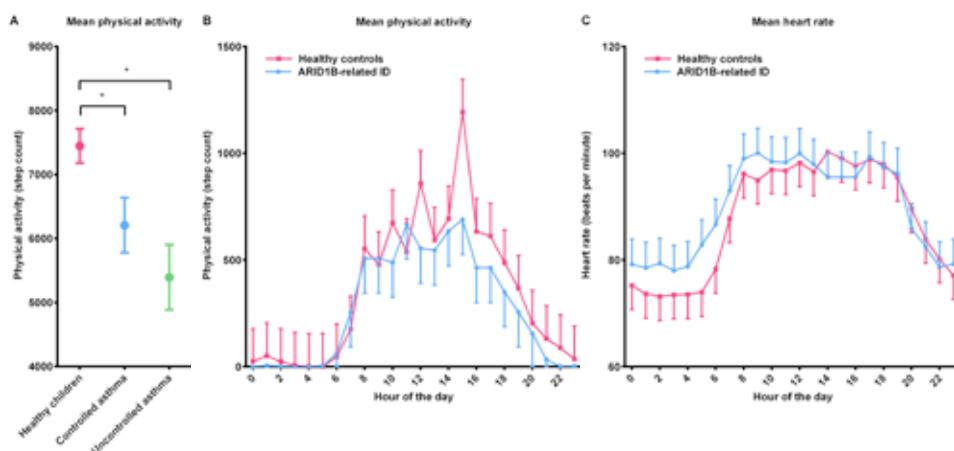 A Mean physical activity
Physical activity (step count)
9000
8000
7000
6000
5000
4000
*
*
Healthy children
Controlled asthma
Uncontrolled asthma
B Mean physical activity
Healthy controls
ARID1B-related ID
Physical activity (step count)
1500
1000
500
0
0 2 4 6 8 10 12 14 16 18 20 22
Hour of the day
C Mean heart rate
Healthy controls
ARID1B-related ID
Heart rate (beats per minute)
120
100
80
60
0 2 4 6 8 10 12 14 16 18 20 22
Hour of the day